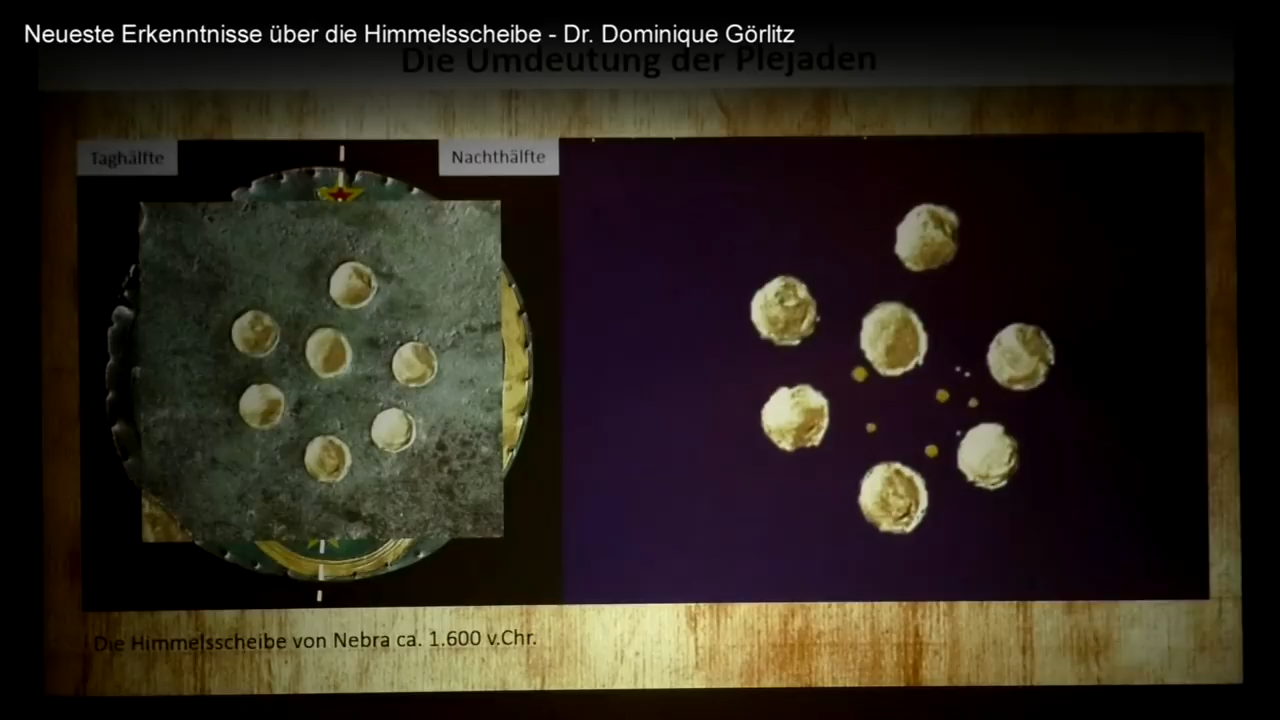 Neueste Erkenntnisse über die Himmelsscheibe - Dr. Dominique Görlitz
Die Umdeutung der Plejaden
Taghälfte
Nachthälfte
Die Himmelsscheibe von Nebra ca. 1.600 v.Chr.